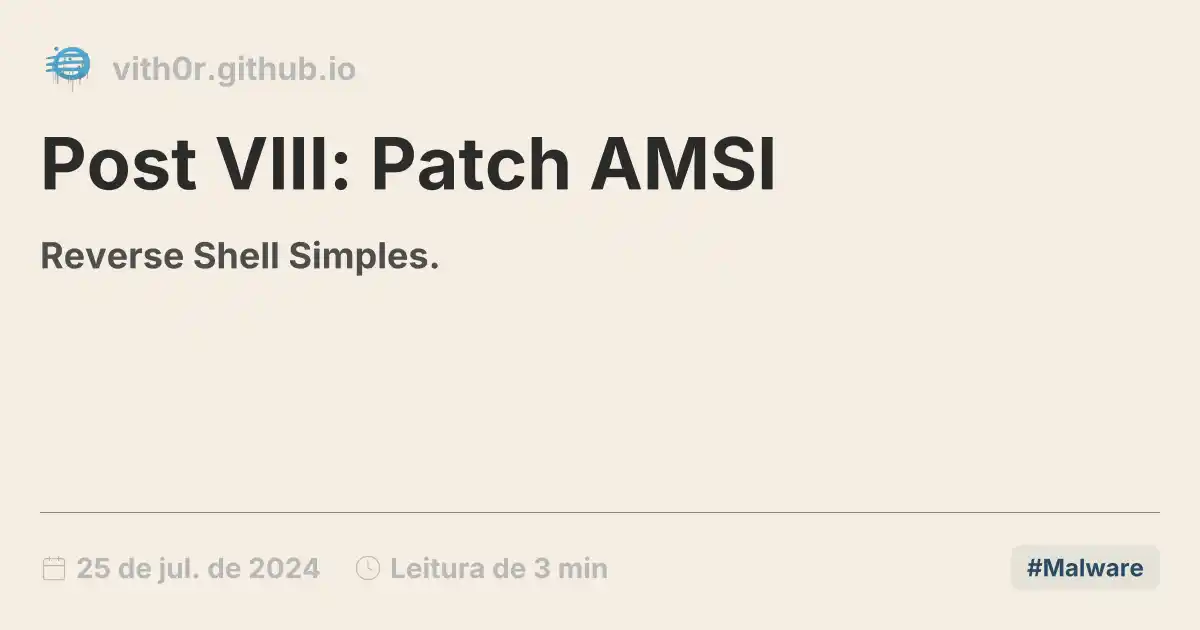 vith0r.github.io
Post VIII: Patch AMSI
Reverse Shell Simples.
25 de jul. de 2024
Leitura de 3 min
#Malware